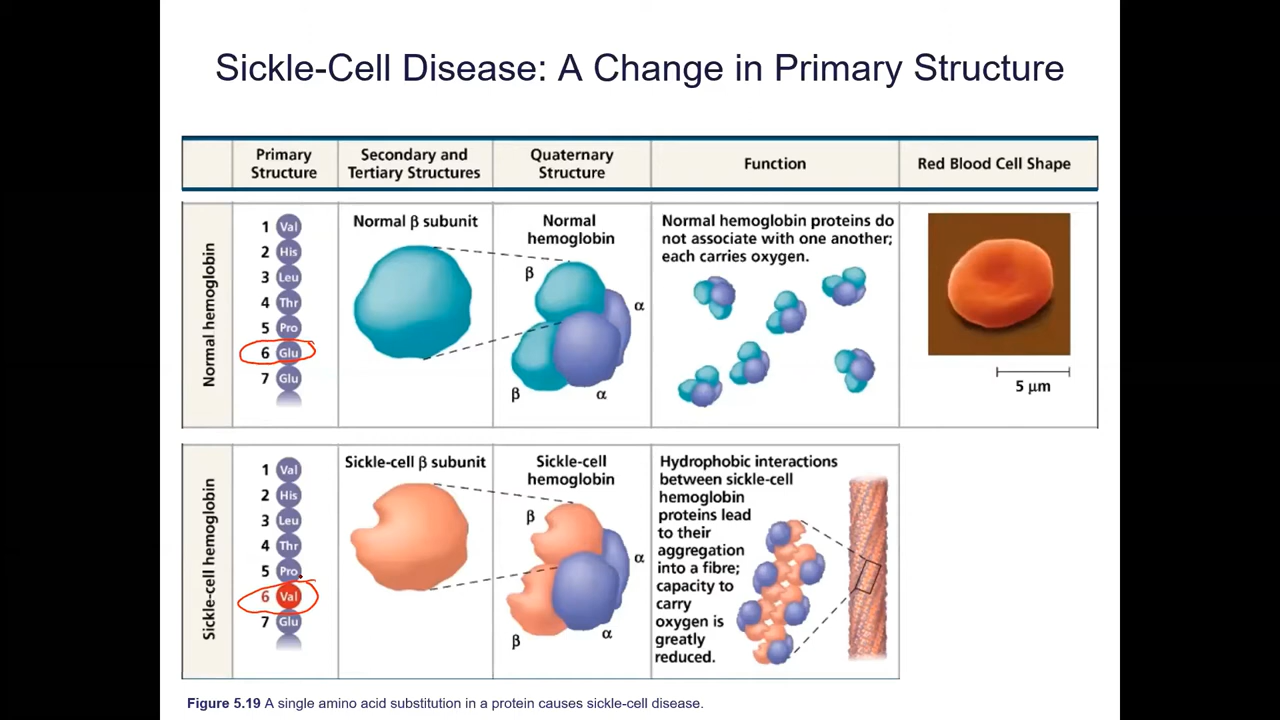 Sickle-Cell Disease: A Change in Primary Structure
Primary
Structure
Secondary and
Tertiary Structures
Quaternary
Structure
Function
Red Blood Cell Shape
Normal hemoglobin
1 Val
2 His
3 Leu
4 Thr
5 Pro
6 Glu
7 Glu
Normal β subunit
Normal
hemoglobin
β
α
β
α
Normal hemoglobin proteins do
not associate with one another;
each carries oxygen.
5 μm
Sickle-cell hemoglobin
1 Val
2 His
3 Leu
4 Thr
5 Pro
6 Val
7 Glu
Sickle-cell β subunit
Sickle-cell
hemoglobin
β
α
β
α
Hydrophobic interactions
between sickle-cell
hemoglobin
proteins lead
to their
aggregation
into a fibre;
capacity to
carry
oxygen is
greatly
reduced.
Figure 5.19 A single amino acid substitution in a protein causes sickle-cell disease.